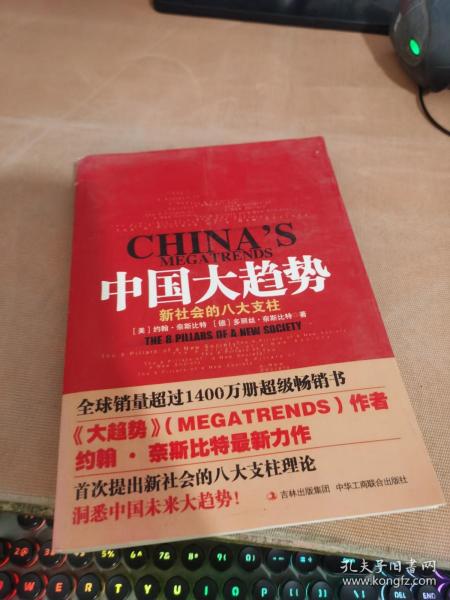 CHINA'S
MEGATRENDS
中国大趋势
新社会的八大支柱
[美]约翰·奈斯比特 [德]多丽丝·奈斯比特 著
THE 8 PILLARS OF A NEW SOCIETY
The 8 Pillars of a New Society
全球销量超过1400万册超级畅销书
《大趋势》(MEGATRENDS)作者
约翰·奈斯比特最新力作
首次提出新社会的八大支柱理论
洞悉中国未来大趋势!
吉林出版集团 中华工商联合出版社
W E R T Y U I O P
孔夫子旧书网
www.kongfz.com